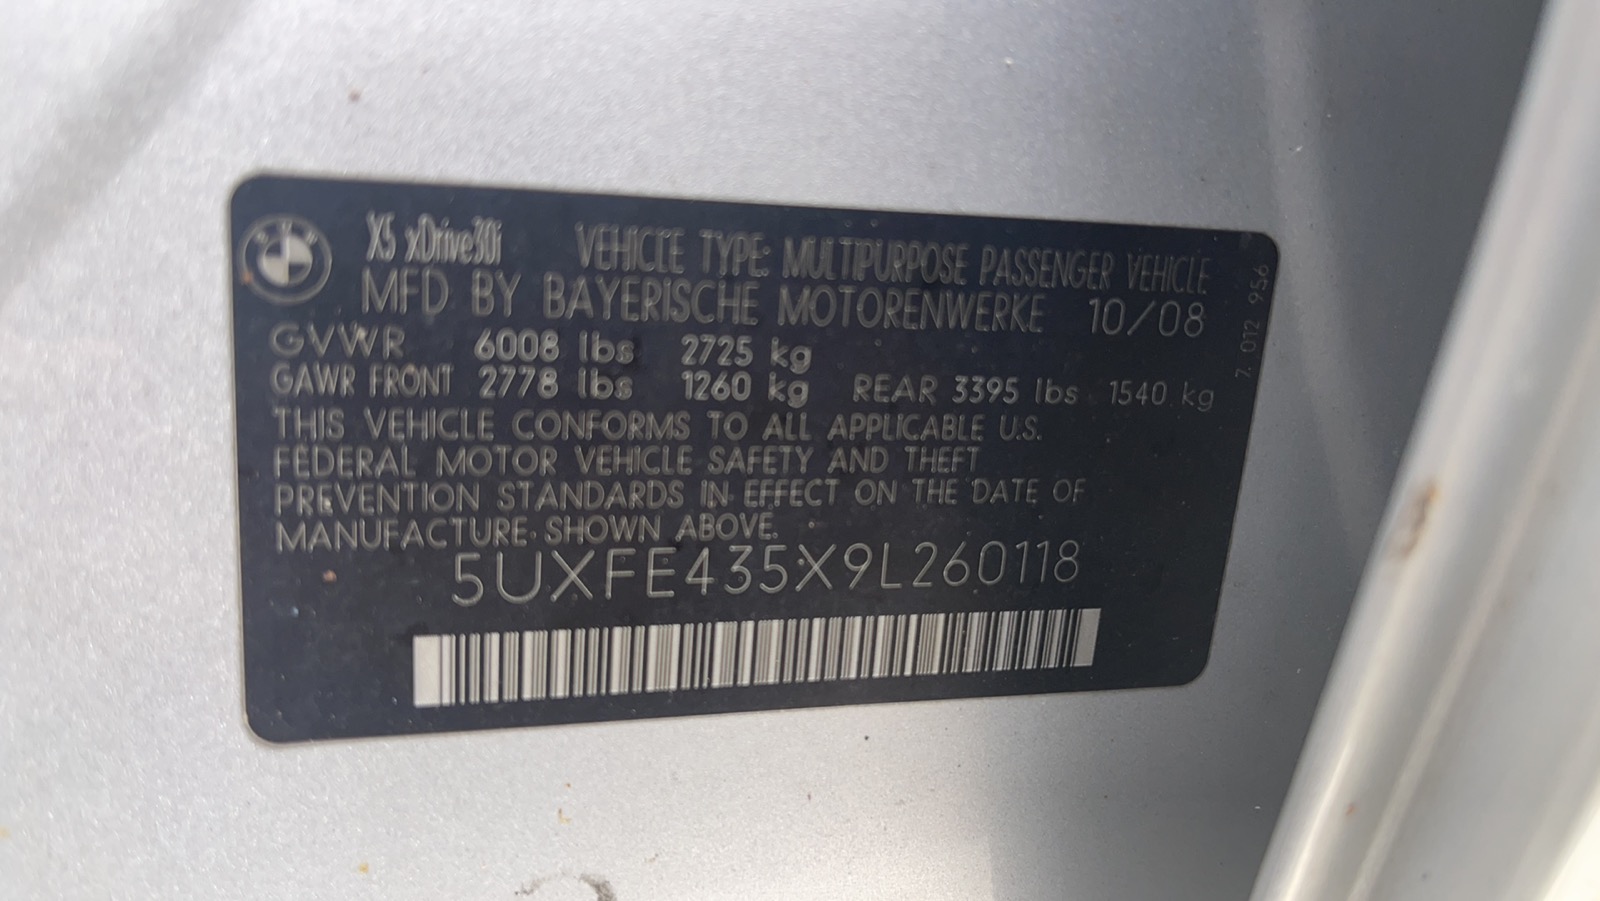 BMW
X5 xDrive30i VEHICLE TYPE: MULTIPURPOSE PASSENGER VEHICLE
MFD BY BAYERISCHE MOTORENWERKE 10/08
GVWR 6008 lbs 2725 kg
GAWR FRONT 2778 lbs 1260 kg REAR 3395 lbs 1540 kg
THIS VEHICLE CONFORMS TO ALL APPLICABLE U.S.
FEDERAL MOTOR VEHICLE SAFETY AND THEFT
PREVENTION STANDARDS IN EFFECT ON THE DATE OF
MANUFACTURE SHOWN ABOVE.
5UXFE435X9L260118
7 012 956